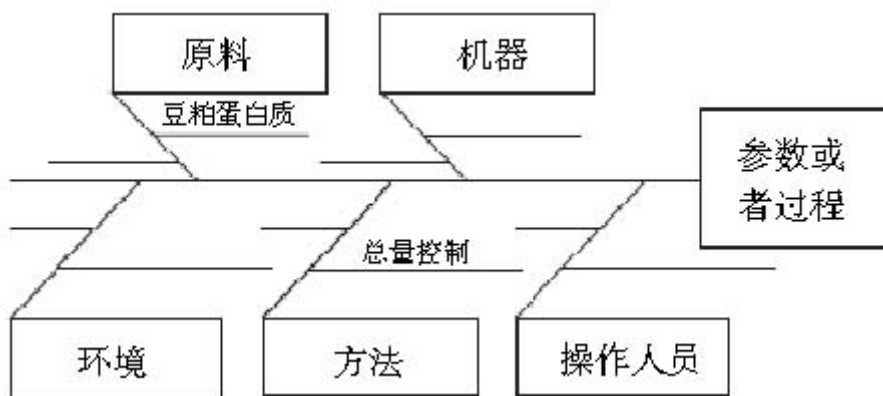 原料
机器
豆粕蛋白质
参数或
者过程
总量控制
环境
方法
操作人员